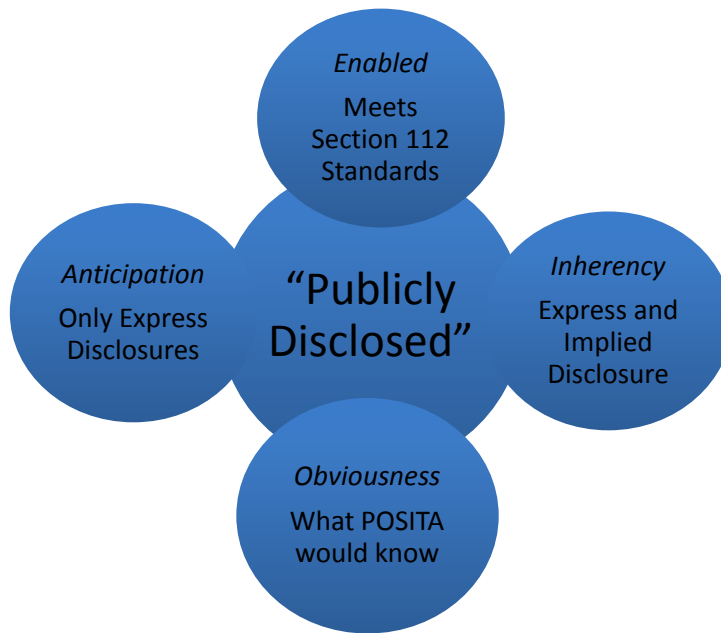 Enabled
Meets
Section 112
Standards
Anticipation
Only Express
Disclosures
“Publicly
Disclosed”
Inherency
Express and
Implied
Disclosure
Obviousness
What POSITA
would know